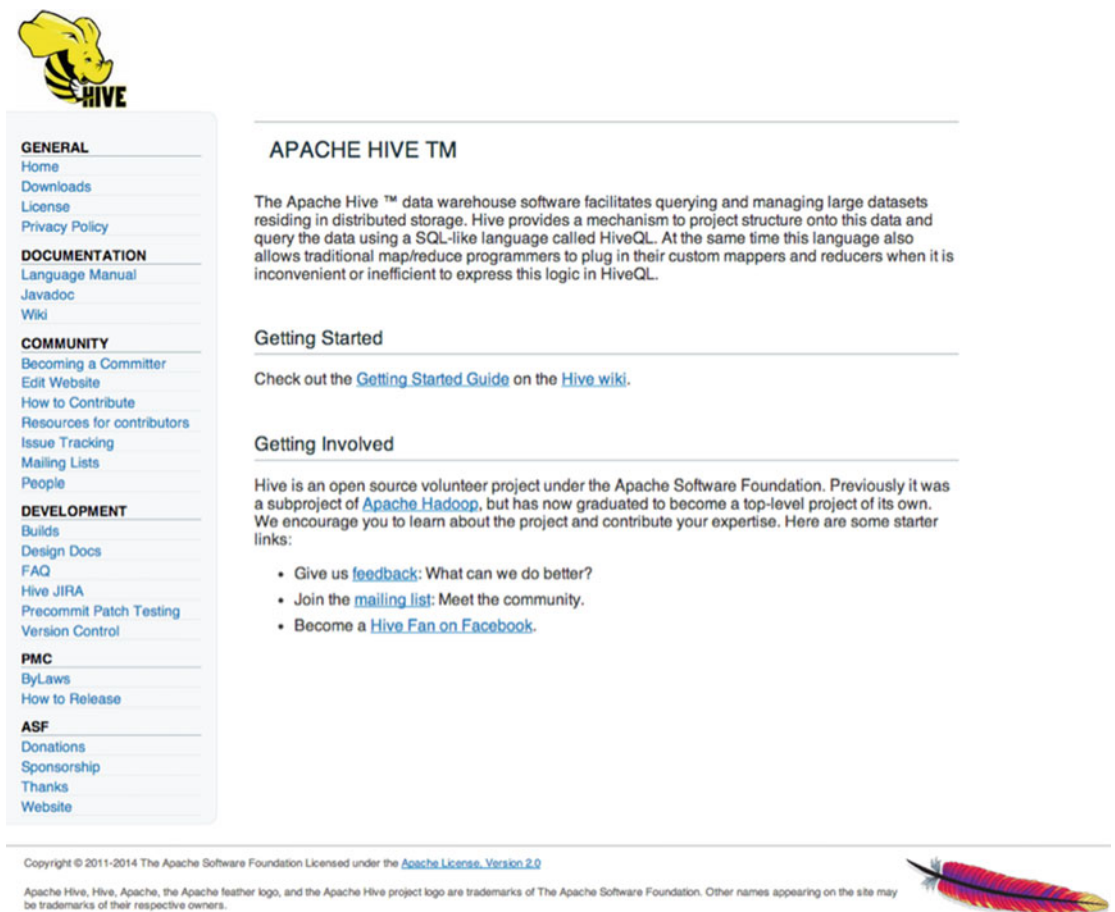 HIVE
GENERAL
Home
Downloads
License
Privacy Policy
DOCUMENTATION
Language Manual
Javadoc
Wiki
COMMUNITY
Becoming a Committer
Edit Website
How to Contribute
Resources for contributors
Issue Tracking
Mailing Lists
People
DEVELOPMENT
Builds
Design Docs
FAQ
Hive JIRA
Precommit Patch Testing
Version Control
PMC
ByLaws
How to Release
ASF
Donations
Sponsorship
Thanks
Website
APACHE HIVE TM
The Apache Hive ™ data warehouse software facilitates querying and managing large datasets
residing in distributed storage. Hive provides a mechanism to project structure onto this data and
query the data using a SQL-like language called HiveQL. At the same time this language also
allows traditional map/reduce programmers to plug in their custom mappers and reducers when it is
inconvenient or inefficient to express this logic in HiveQL.
Getting Started
Check out the Getting Started Guide on the Hive wiki.
Getting Involved
Hive is an open source volunteer project under the Apache Software Foundation. Previously it was
a subproject of Apache Hadoop, but has now graduated to become a top-level project of its own.
We encourage you to learn about the project and contribute your expertise. Here are some starter
links:
• Give us feedback: What can we do better?
• Join the mailing list: Meet the community.
• Become a Hive Fan on Facebook.
Copyright © 2011-2014 The Apache Software Foundation Licensed under the Apache License, Version 2.0
Apache Hive, Hive, Apache, the Apache feather logo, and the Apache Hive project logo are trademarks of The Apache Software Foundation. Other names appearing on the site may
be trademarks of their respective owners.